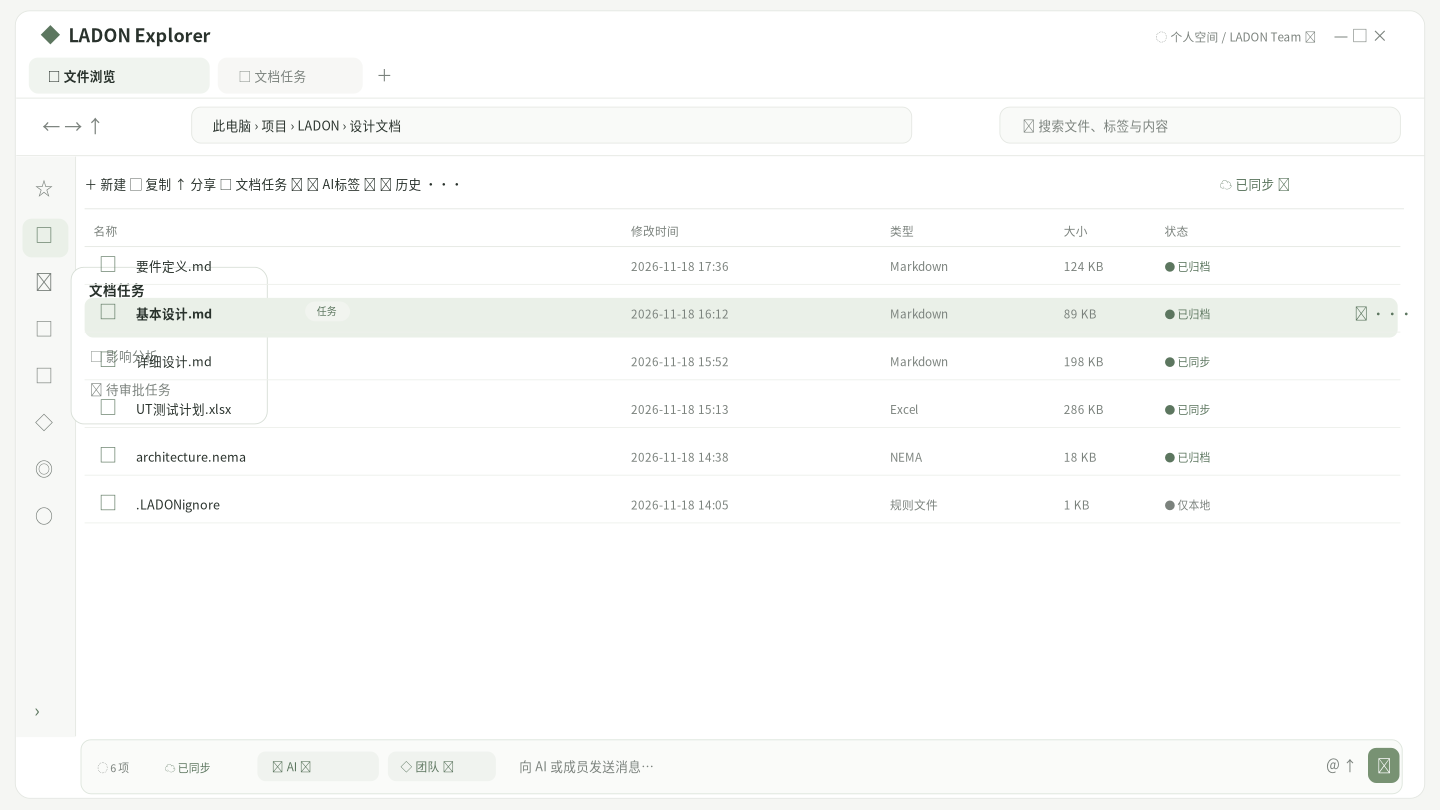 LADON Explorer
个人空间 / LADON Team
文件浏览
文档任务
此电脑 › 项目 › LADON › 设计文档
搜索文件、标签与内容
+ 新建 复制 ↑ 分享 文档任务 AI标签 历史 ···
已同步
名称 修改时间 类型 大小 状态
要件定义.md 2026-11-18 17:36 Markdown 124 KB 已归档
文档任务
基本设计.md 任务 2026-11-18 16:12 Markdown 89 KB 已归档 ···
影响分析
详细设计.md 2026-11-18 15:52 Markdown 198 KB 已同步
待审批任务
UT测试计划.xlsx 2026-11-18 15:13 Excel 286 KB 已同步
architecture.nema 2026-11-18 14:38 NEMA 18 KB 已归档
.LADONignore 2026-11-18 14:05 规则文件 1 KB 仅本地
6 项 已同步 AI 团队 向 AI 或成员发送消息… @ ↑